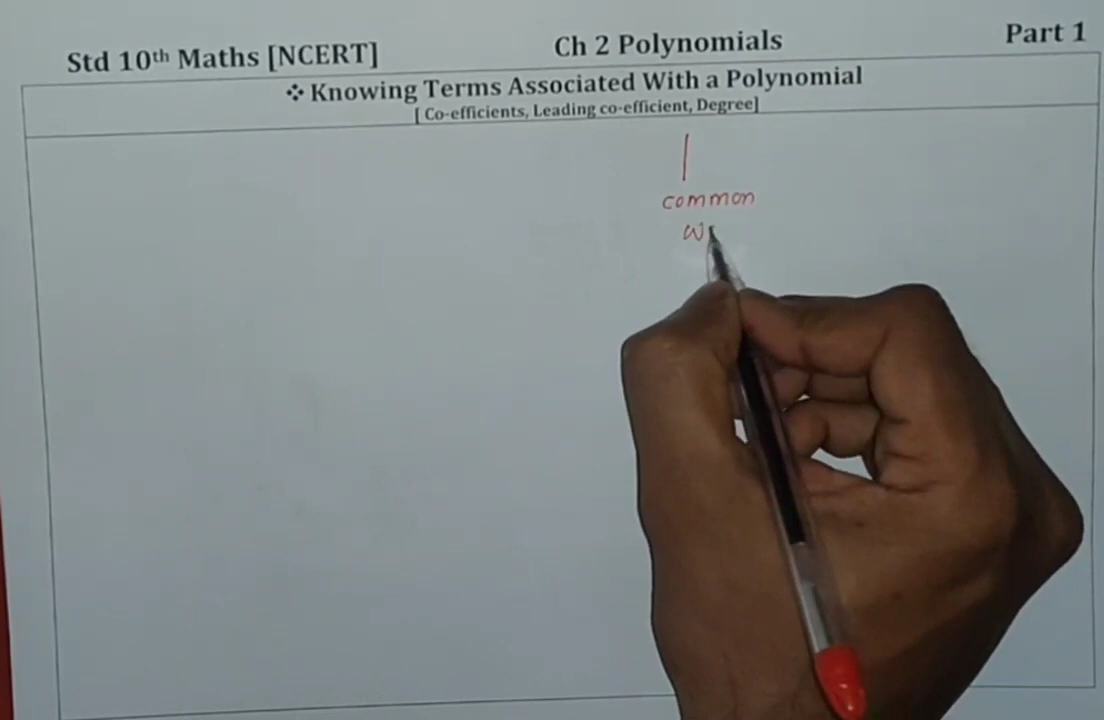 Std 10th Maths [NCERT] Ch 2 Polynomials Part 1
❖ Knowing Terms Associated With a Polynomial
[ Co-efficients, Leading co-efficient, Degree]
common